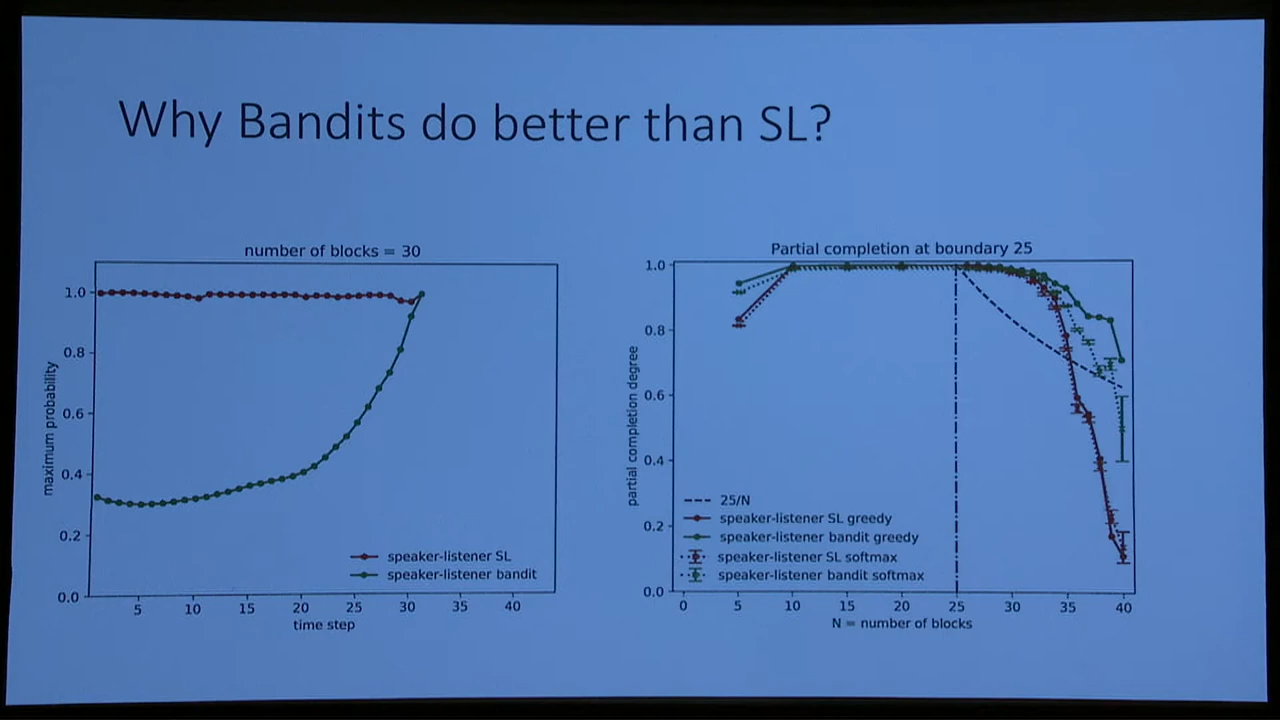 Why Bandits do better than SL?
number of blocks = 30
maximum probability
1.0
0.8
0.6
0.4
0.2
0.0
5 10 15 20 25 30 35 40
time step
speaker-listener SL
speaker-listener bandit
Partial completion at boundary 25
partial completion degree
1.0
0.8
0.6
0.4
0.2
0.0
25/N
speaker-listener SL greedy
speaker-listener bandit greedy
speaker-listener SL softmax
speaker-listener bandit softmax
0 5 10 15 20 25 30 35 40
N = number of blocks